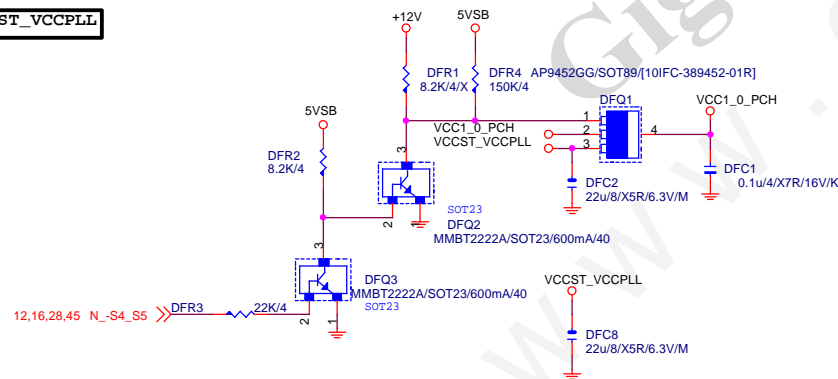 ST_VCCPLL
+12V
5VSB
DFR1
8.2K/4/X
DFR4
150K/4
AP9452GG/SOT89/[10IFC-389452-01R]
DFQ1
VCC1_0_PCH
5VSB
1
VCC1_0_PCH
2
4
VCCST_VCCPLL
3
DFR2
8.2K/4
3
DFC1
0.1u/4/X7R/16V/K
DFC2
22u/8/X5R/6.3V/M
SOT23
2
1
DFQ2
MMBT2222A/SOT23/600mA/40
3
DFQ3
MMBT2222A/SOT23/600mA/40
SOT23
VCCST_VCCPLL
12,16,28,45 N_-S4_S5
DFR3
22K/4
2
1
DFC8
22u/8/X5R/6.3V/M
Gig
w w w .